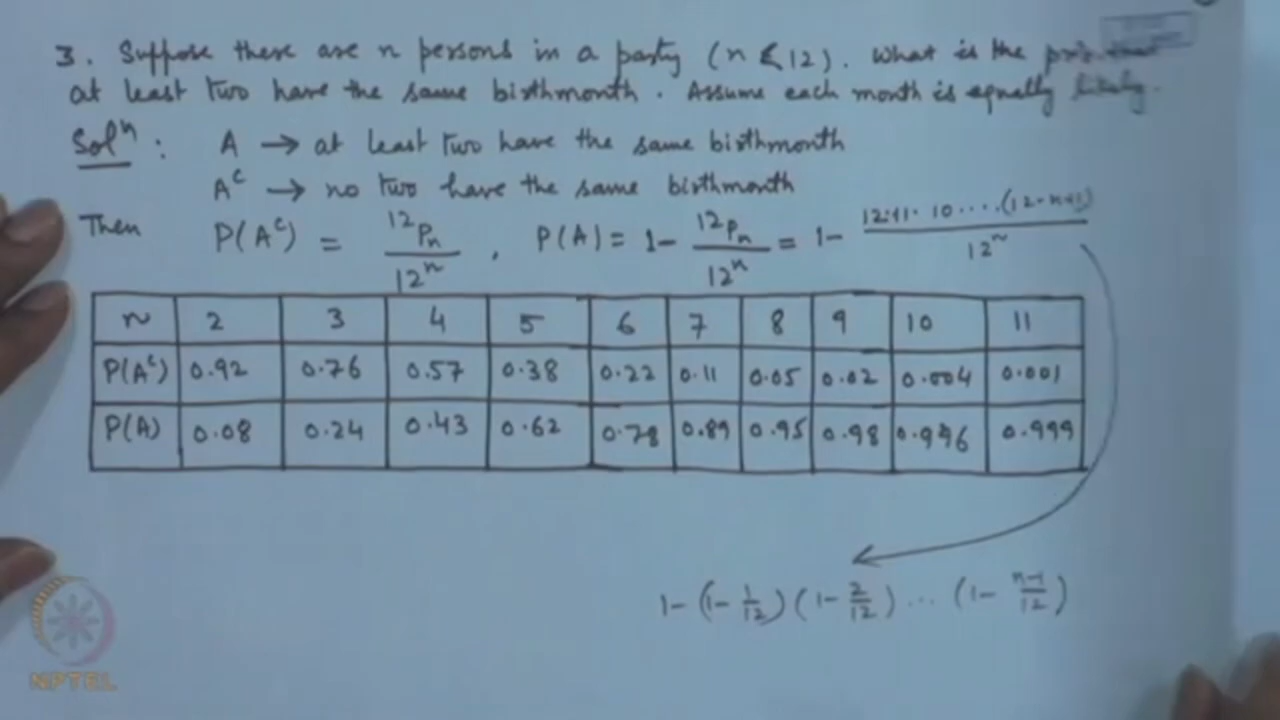 3. Suppose there are n persons in a party (n < 12). What is the prob. that
at least two have the same birthmonth. Assume each month is equally likely.
Solⁿ : A → at least two have the same birthmonth
Aᶜ → no two have the same birthmonth
Then P(Aᶜ) = ¹²Pₙ / 12ⁿ , P(A) = 1 - ¹²Pₙ / 12ⁿ = 1 - 12·11·10····(12-n+1) / 12ⁿ
n 2 3 4 5 6 7 8 9 10 11
P(Aᶜ) 0.92 0.76 0.57 0.38 0.22 0.11 0.05 0.02 0.004 0.001
P(A) 0.08 0.24 0.43 0.62 0.78 0.89 0.95 0.98 0.996 0.999
1 - (1 - 1/12) (1 - 2/12) ... (1 - n-1/12)
NPTEL